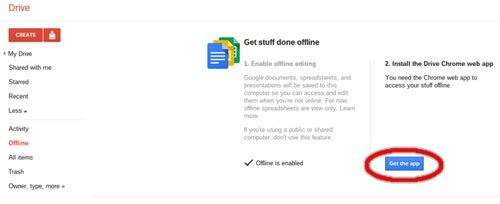 Drive
CREATE
My Drive
Shared with me
Starred
Recent
Less
Activity
Offline
All items
Trash
Owner, type, more »
Get stuff done offline
1. Enable offline editing
Google documents, spreadsheets, and
presentations will be saved to this
computer so you can access and edit
them when you're not online. For now,
offline spreadsheets are view only. Learn
more
If you're using a public or shared
computer, don't use this feature.
Offline is enabled
2. Install the Drive Chrome web app
You need the Chrome web app to
access your stuff offline.
Get the app